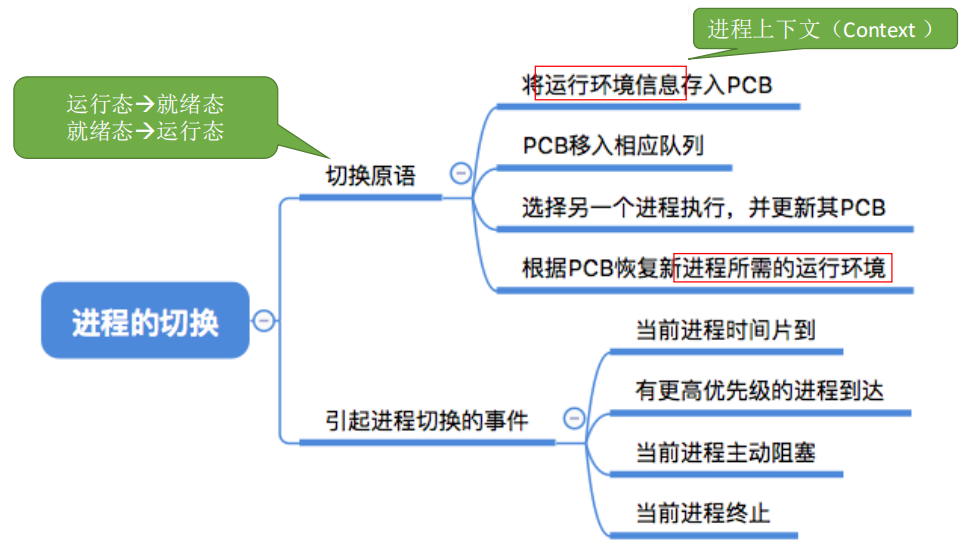 进程上下文（Context ）
运行态→就绪态
就绪态→运行态
将运行环境信息存入PCB
PCB移入相应队列
切换原语
选择另一个进程执行，并更新其PCB
根据PCB恢复新进程所需的运行环境
进程的切换
当前进程时间片到
有更高优先级的进程到达
引起进程切换的事件
当前进程主动阻塞
当前进程终止